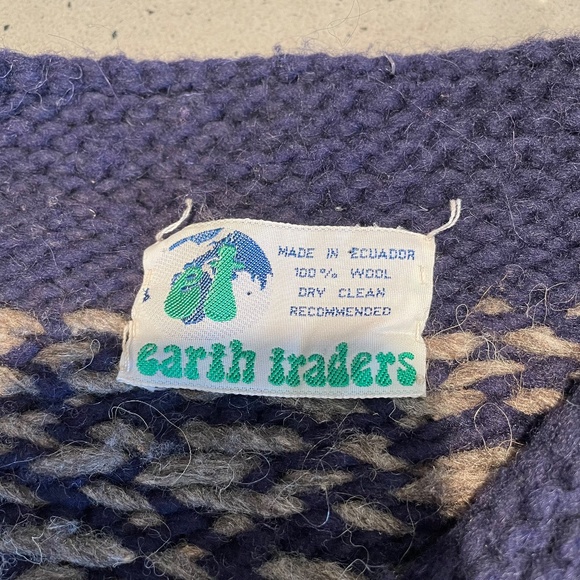 MADE IN ECUADOR
100% WOOL
DRY CLEAN
RECOMMENDED
earth traders